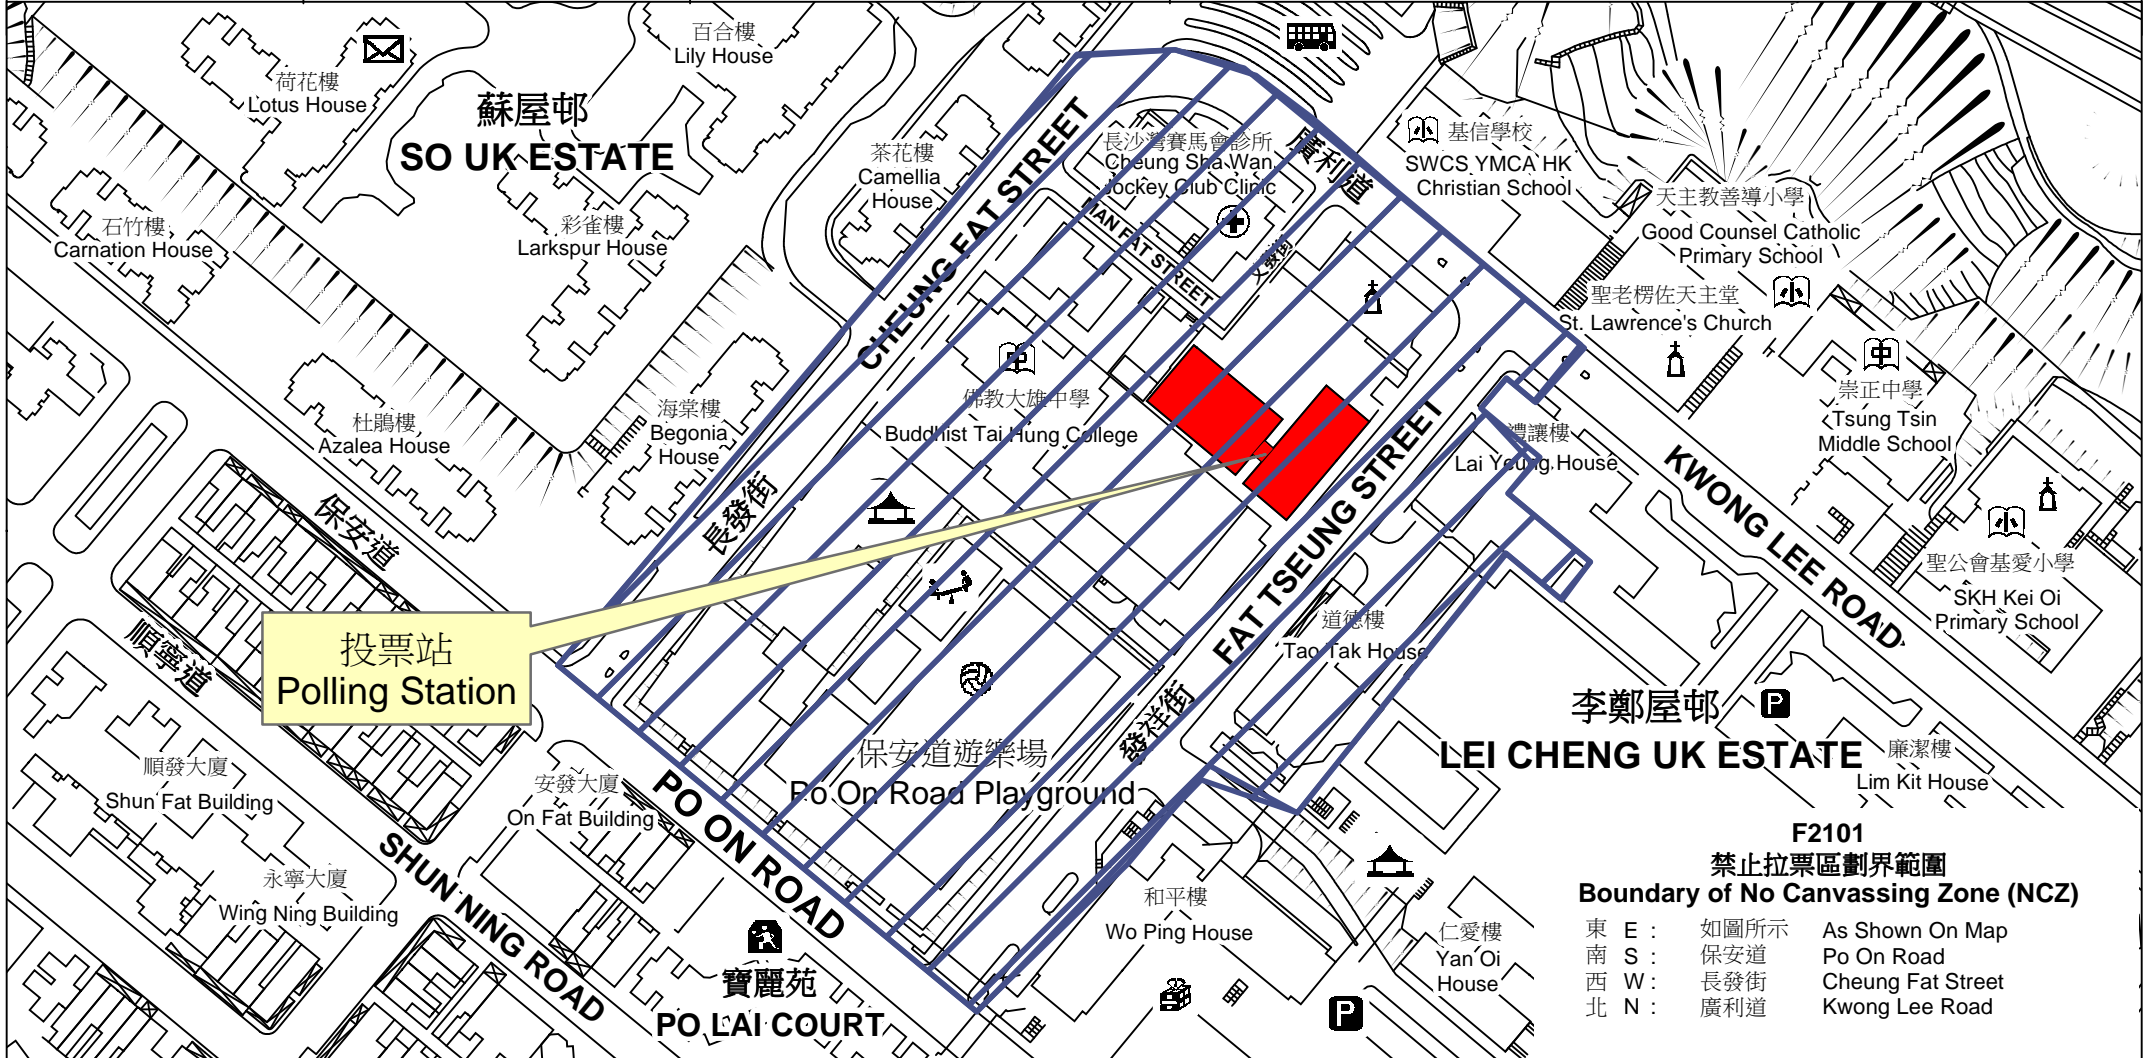 百合樓
Lily House
荷花樓
Lotus House
蘇屋邨
SO UK ESTATE
茶花樓
Camellia
House
石竹樓
Carnation House
彩雀樓
Larkspur House
長沙灣賽馬會診所
Cheung Sha Wan
Jockey Club Clinic
廣利道
基信學校
SWCS YMCA HK
Christian School
天主教善導小學
Good Counsel Catholic
Primary School
聖老楞佐天主堂
St. Lawrence's Church
CHEUNG FAT STREET
MAN FAT STREET
文發街
杜鵑樓
Azalea House
海棠樓
Begonia
House
佛教大雄中學
Buddhist Tai Hung College
禮讓樓
Lai Yeung House
崇正中學
Tsung Tsin
Middle School
保安道
長發街
FAT TSEUNG STREET
KWONG LEE ROAD
聖公會基愛小學
SKH Kei Oi
Primary School
順寧道
投票站
Polling Station
道德樓
Tao Tak House
發祥街
李鄭屋邨
P
LEI CHENG UK ESTATE
廉潔樓
Lim Kit House
順發大廈
Shun Fat Building
安發大廈
On Fat Building
保安道遊樂場
Po On Road Playground
PO ON ROAD
SHUN NING ROAD
永寧大廈
Wing Ning Building
寶麗苑
PO LAI COURT
和平樓
Wo Ping House
仁愛樓
Yan Oi
House
P
F2101
禁止拉票區劃界範圍
Boundary of No Canvassing Zone (NCZ)
東 E : 如圖所示 As Shown On Map
南 S : 保安道 Po On Road
西 W : 長發街 Cheung Fat Street
北 N : 廣利道 Kwong Lee Road